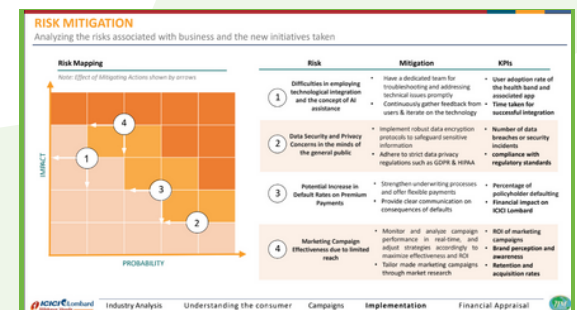 RISK MITIGATION
Analyzing the risks associated with business and the new initiatives taken
Risk Mapping
Note: Effect of Mitigating Actions shown by arrows
IMPACT
4
1
3
2
PROBABILITY
Risk
Mitigation
KPIs
1
Difficulties in employing
technological integration
and the concept of AI
assistance
• Have a dedicated team for
troubleshooting and addressing
technical issues promptly
• Continuously gather feedback from
users & iterate on the technology
• User adoption rate of
the health band and
associated app
• Time taken for
successful integration
2
Data Security and Privacy
Concerns in the minds of
the general public
• Implement robust data encryption
protocols to safeguard sensitive
information
• Adhere to strict data privacy
regulations such as GDPR & HIPAA
• Number of data
breaches or security
incidents
• compliance with
regulatory standards
3
Potential Increase in
Default Rates on Premium
Payments
• Strengthen underwriting processes
and offer flexible payments
• Provide clear communication on
consequences of defaults
• Percentage of
policyholder defaulting
• Financial impact on
ICICI Lombard
4
Marketing Campaign
Effectiveness due to limited
reach
• Monitor and analyze campaign
performance in real-time, and
adjust strategies accordingly to
maximize effectiveness and ROI
• Tailor made marketing campaigns
through market research
• ROI of marketing
campaigns
• Brand perception and
awareness
• Retention and
acquisition rates
ICICI Lombard
Industry Analysis
Understanding the consumer
Campaigns
Implementation
Financial Appraisal